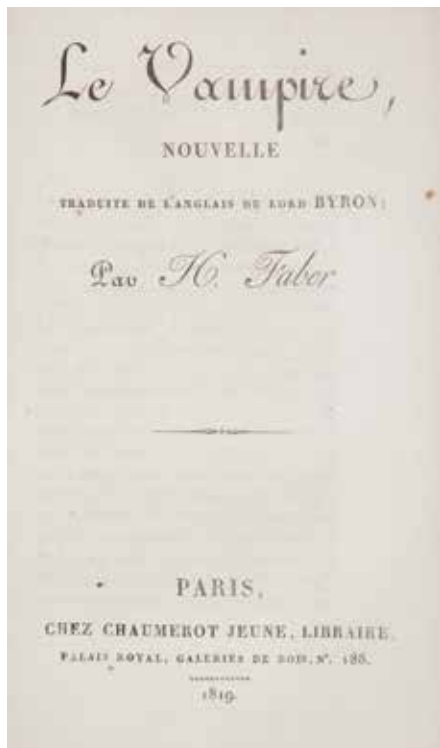 Le Vampire,
NOUVELLE
TRADUITE DE L'ANGLAIS DE LORD BYRON;
Par H. Faber
PARIS,
CHEZ CHAUMEROT JEUNE, LIBRAIRE,
PALAIS ROYAL, GALERIES DE BOIS, N°. 188.
1819.